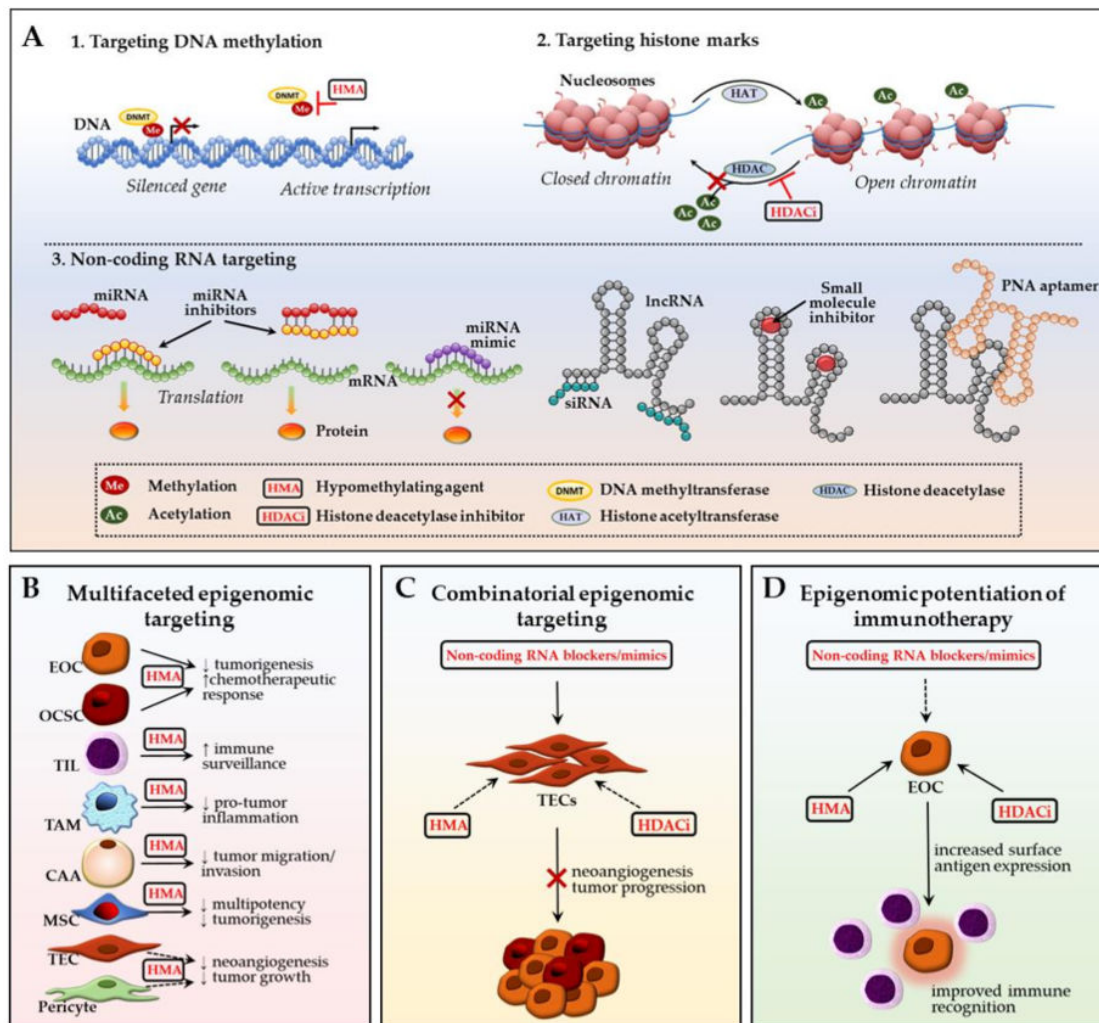 A
1. Targeting DNA methylation
HMA
DNMT
Me
DNMT
Me
DNA
Silenced gene
Active transcription
2. Targeting histone marks
Nucleosomes
HAT
Ac
Ac
Ac
HDAC
Closed chromatin
Open chromatin
Ac
Ac
Ac
HDACi
3. Non-coding RNA targeting
miRNA
miRNA
inhibitors
miRNA
mimic
mRNA
Translation
Protein
lncRNA
siRNA
Small
molecule
inhibitor
PNA aptamer
Me Methylation
HMA Hypomethylating agent
DNMT DNA methyltransferase
HDAC Histone deacetylase
Ac Acetylation
HDACi Histone deacetylase inhibitor
HAT Histone acetyltransferase
B
Multifaceted epigenomic
targeting
EOC
HMA
↓ tumorigenesis
↑chemotherapeutic
response
OCSC
HMA
TIL
↑ immune
surveillance
HMA
TAM
↓ pro-tumor
inflammation
HMA
CAA
↓ tumor migration/
invasion
HMA
MSC
↓ multipotency
↓ tumorigenesis
TEC
HMA
↓ neoangiogenesis
↓ tumor growth
Pericyte
C
Combinatorial epigenomic
targeting
Non-coding RNA blockers/mimics
TECs
HMA
HDACi
neoangiogenesis
tumor progression
D
Epigenomic potentiation of
immunotherapy
Non-coding RNA blockers/mimics
EOC
HMA
HDACi
increased surface
antigen expression
improved immune
recognition